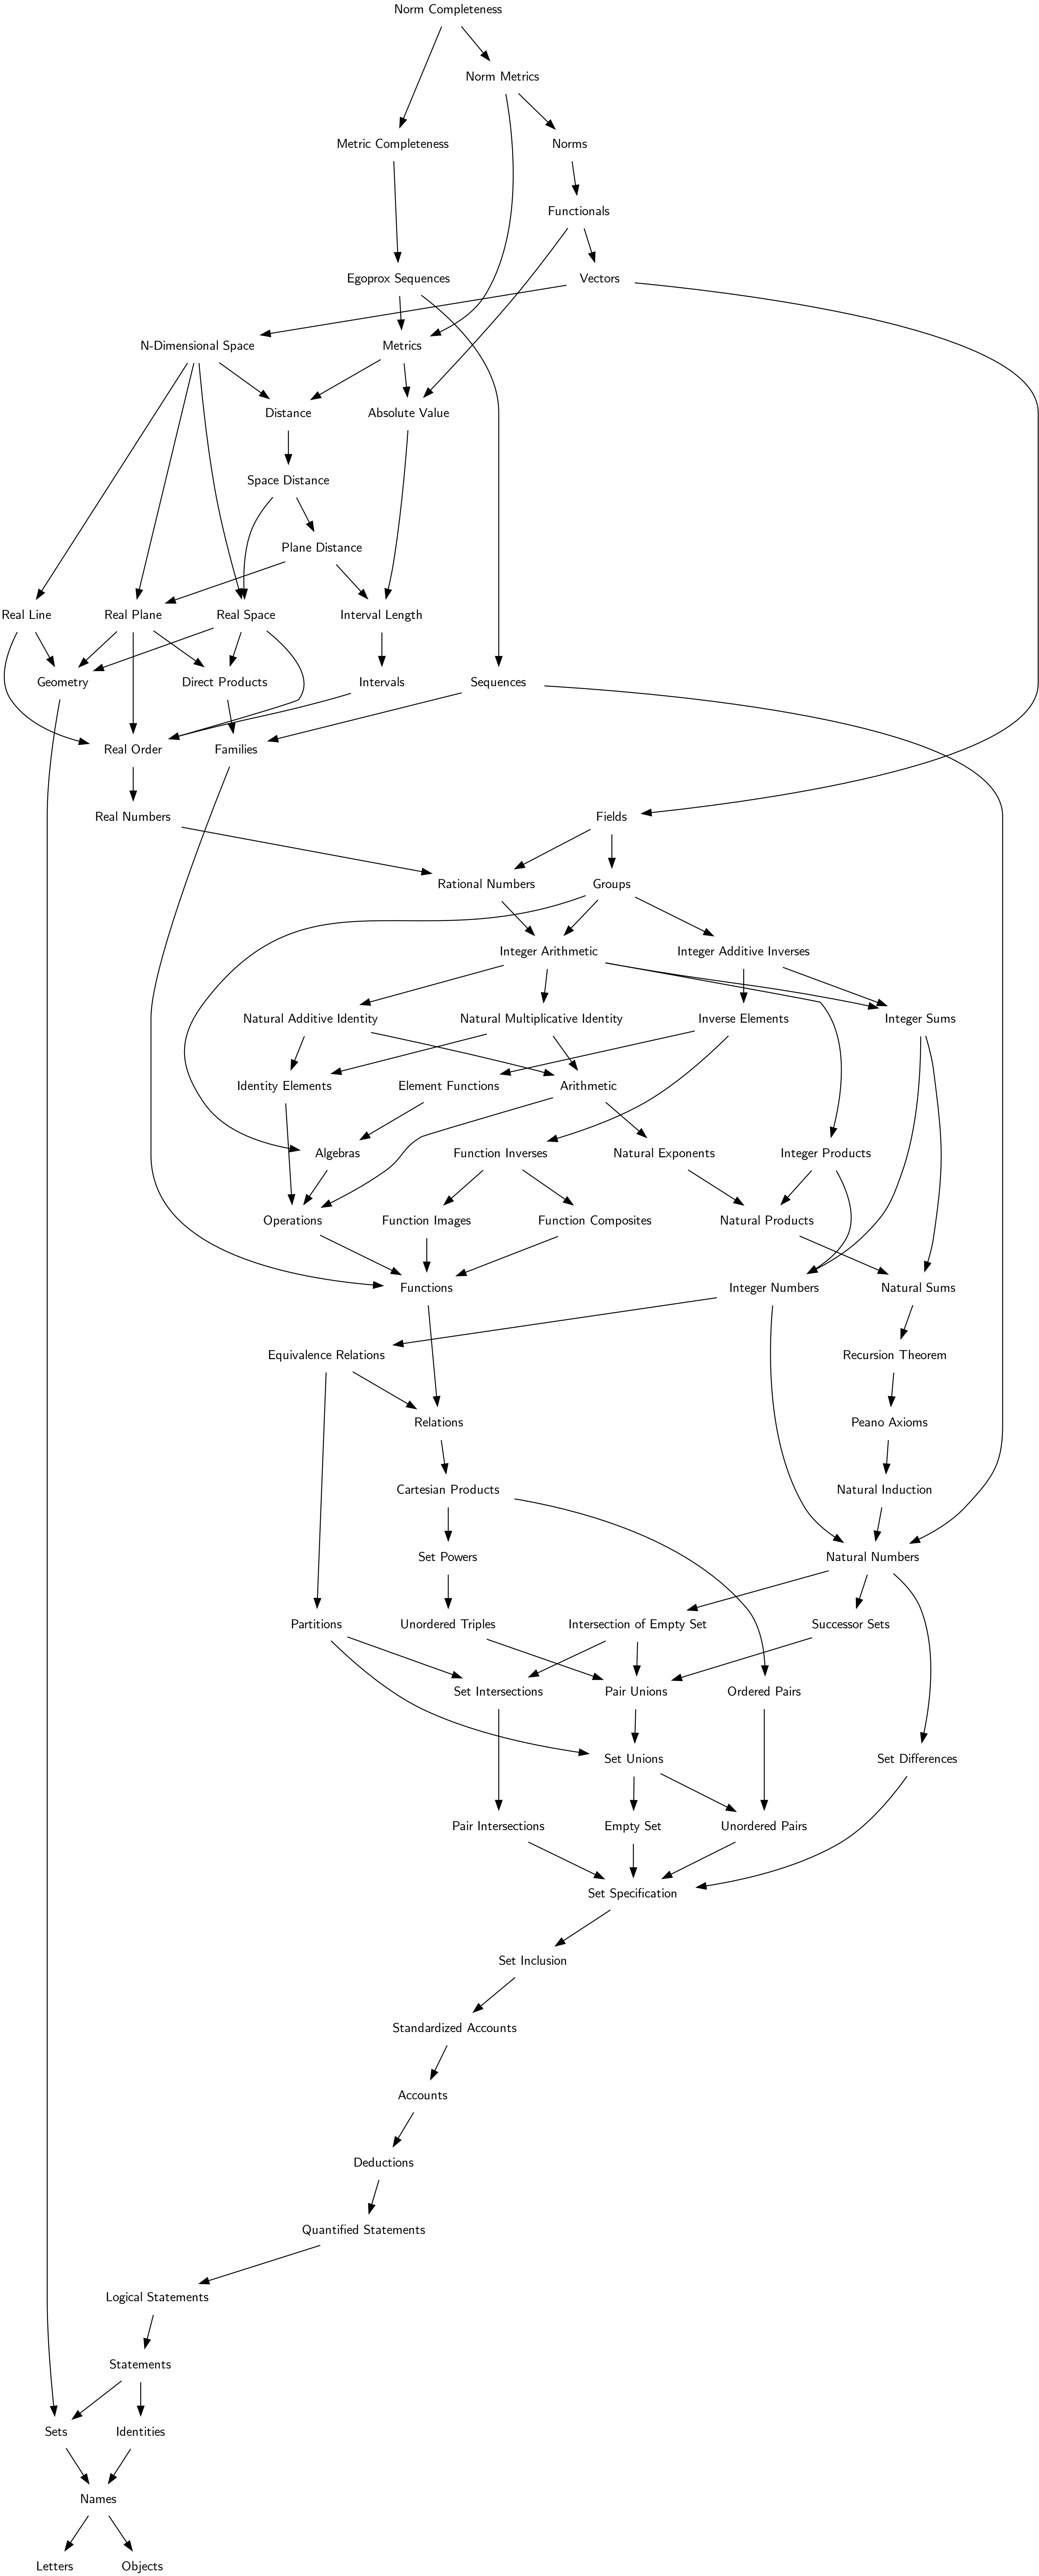 Norm Completeness
Norm Metrics
Metric Completeness
Norms
Functionals
Egoprox Sequences
Vectors
N-Dimensional Space
Metrics
Distance
Absolute Value
Space Distance
Plane Distance
Real Line
Real Plane
Real Space
Interval Length
Geometry
Direct Products
Intervals
Sequences
Real Order
Families
Real Numbers
Fields
Rational Numbers
Groups
Integer Arithmetic
Integer Additive Inverses
Natural Additive Identity
Natural Multiplicative Identity
Inverse Elements
Integer Sums
Identity Elements
Element Functions
Arithmetic
Algebras
Function Inverses
Natural Exponents
Integer Products
Operations
Function Images
Function Composites
Natural Products
Functions
Integer Numbers
Natural Sums
Equivalence Relations
Recursion Theorem
Relations
Peano Axioms
Cartesian Products
Natural Induction
Set Powers
Natural Numbers
Partitions
Unordered Triples
Intersection of Empty Set
Successor Sets
Set Intersections
Pair Unions
Ordered Pairs
Set Unions
Set Differences
Pair Intersections
Empty Set
Unordered Pairs
Set Specification
Set Inclusion
Standardized Accounts
Accounts
Deductions
Quantified Statements
Logical Statements
Statements
Sets
Identities
Names
Letters
Objects